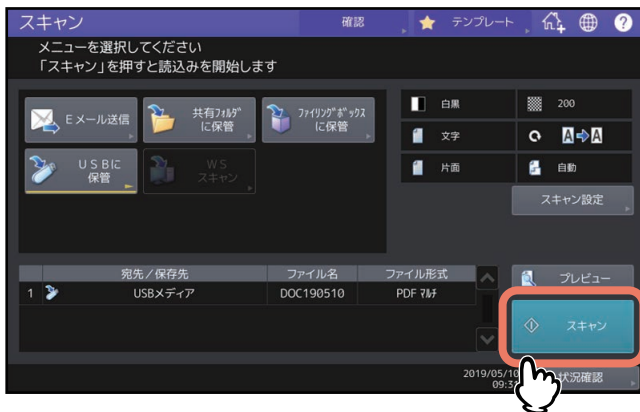 スキャン
確認
テンプレート
?
メニューを選択してください
「スキャン」を押すと読込みを開始します
Eメール送信
共有フォルダ
に保管
ファイリングボックス
に保管
USBに
保管
WS
スキャン
白黒
200
文字
A A
片面
自動
スキャン設定
宛先/保存先
ファイル名
ファイル形式
1 USBメディア DOC190510 PDF マルチ
プレビュー
スキャン
2019/05/10
状況確認